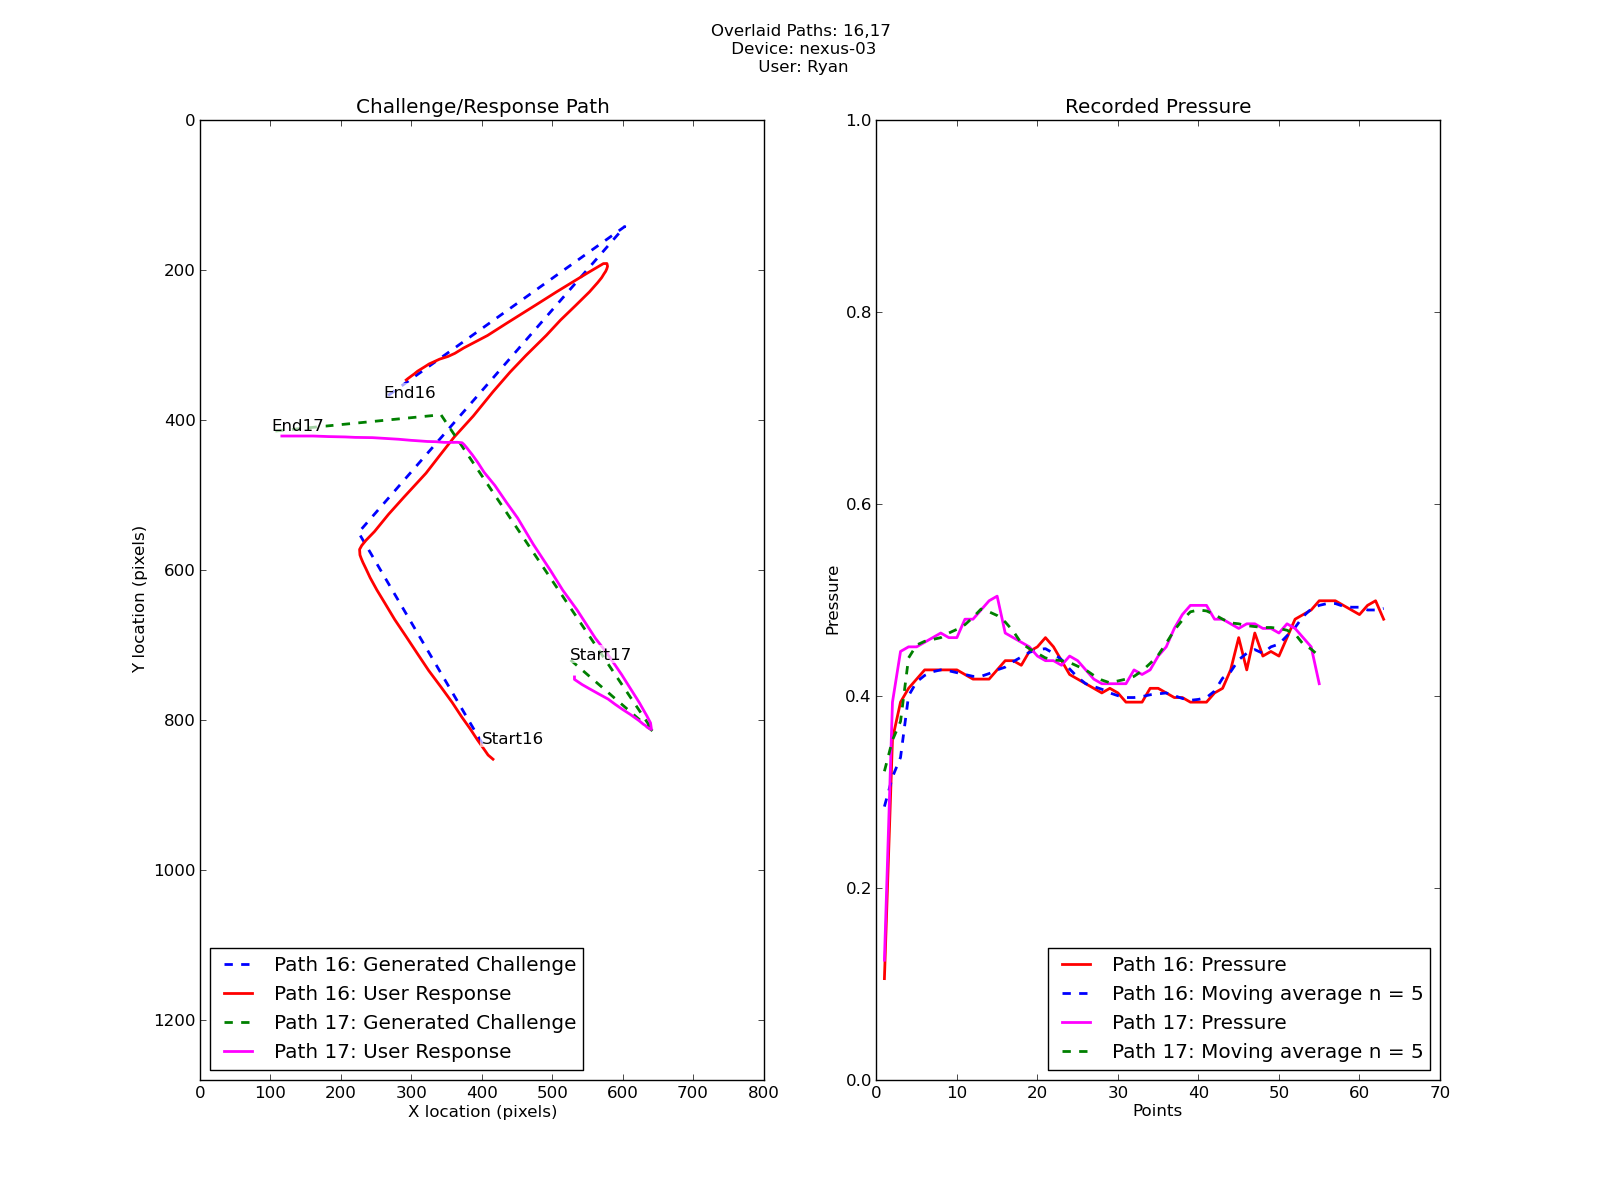 Overlaid Paths: 16,17
Device: nexus-03
User: Ryan
Challenge/Response Path
0
200
400
600
800
1000
1200
Y location (pixels)
End16
End17
Start17
Start16
Path 16: Generated Challenge
Path 16: User Response
Path 17: Generated Challenge
Path 17: User Response
0 100 200 300 400 500 600 700 800
X location (pixels)
Recorded Pressure
1.0
0.8
0.6
0.4
0.2
0.0
Pressure
Path 16: Pressure
Path 16: Moving average n = 5
Path 17: Pressure
Path 17: Moving average n = 5
0 10 20 30 40 50 60 70
Points